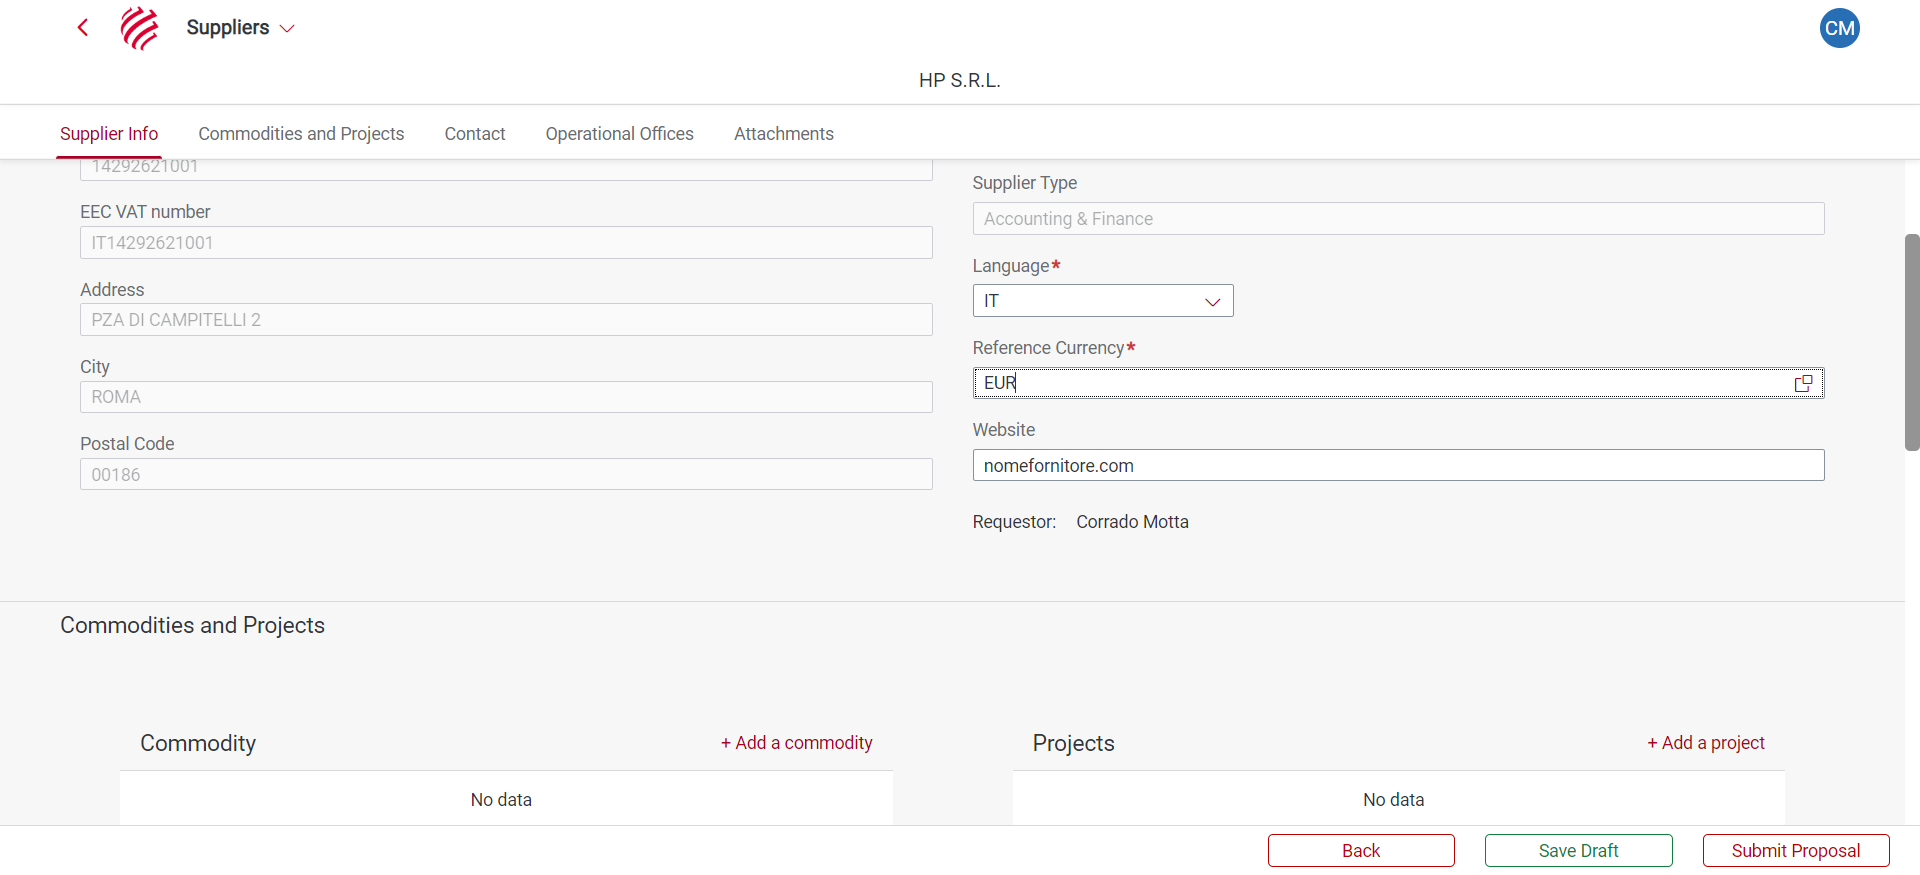 Suppliers
CM
HP S.R.L.
Supplier Info
Commodities and Projects
Contact
Operational Offices
Attachments
14292621001
EEC VAT number
IT14292621001
Address
PZA DI CAMPITELLI 2
City
ROMA
Postal Code
00186
Supplier Type
Accounting & Finance
Language*
IT
Reference Currency*
EUR
Website
nomefornitore.com
Requestor: Corrado Motta
Commodities and Projects
Commodity
+ Add a commodity
No data
Projects
+ Add a project
No data
Back
Save Draft
Submit Proposal